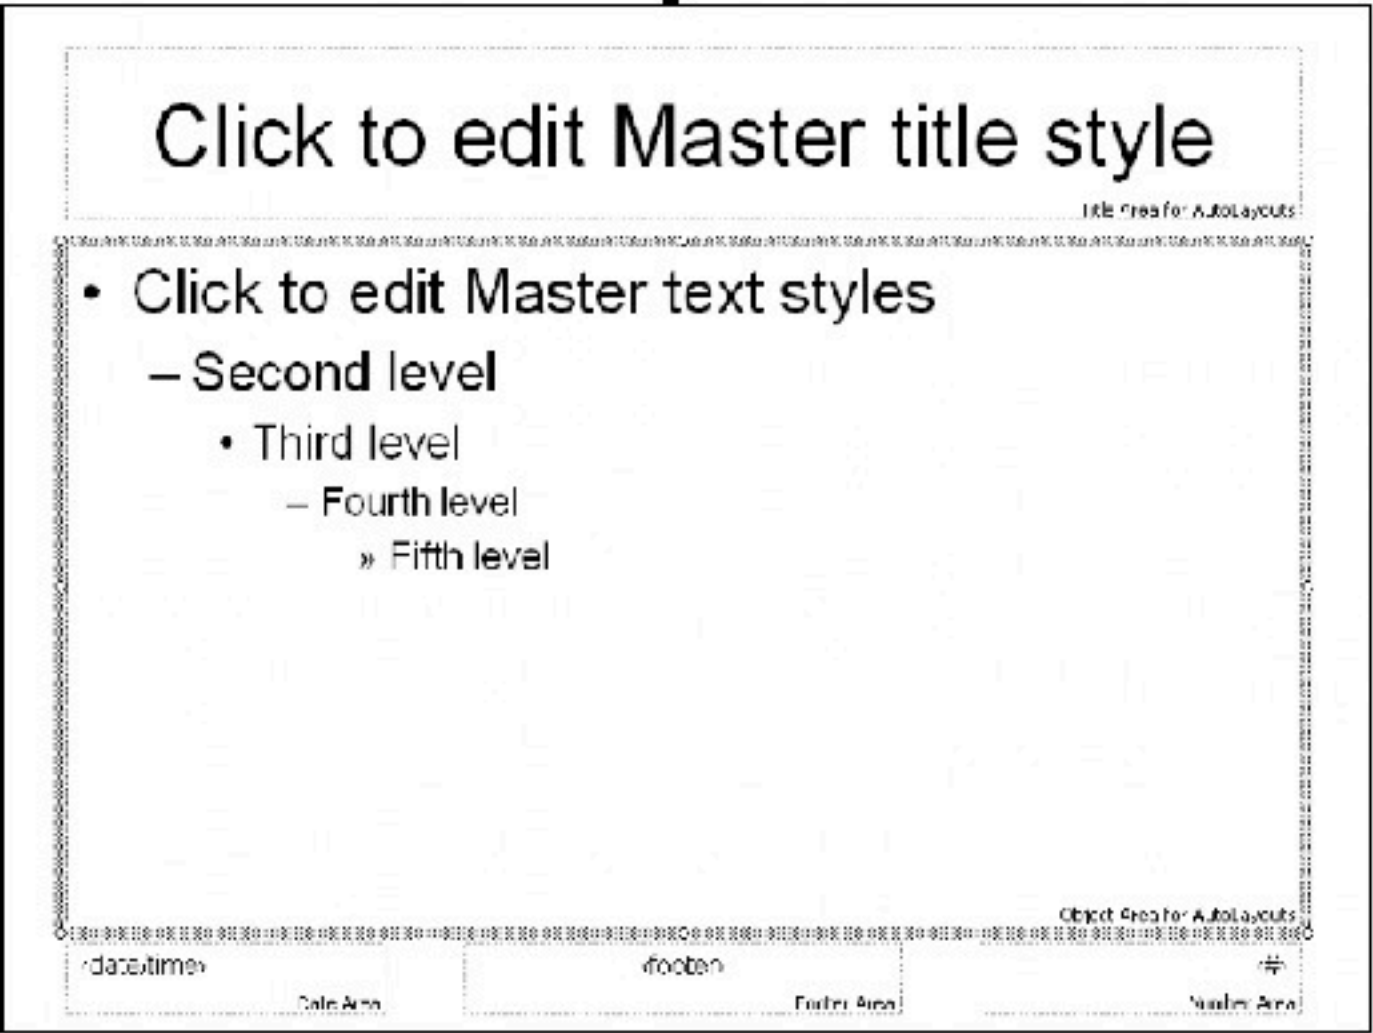 Click to edit Master title style
Title Area for AutoLayouts
• Click to edit Master text styles
– Second level
• Third level
– Fourth level
» Fifth level
Object Area for AutoLayouts
<date/time>
<footer>
<#>
Date Area
Footer Area
Number Area